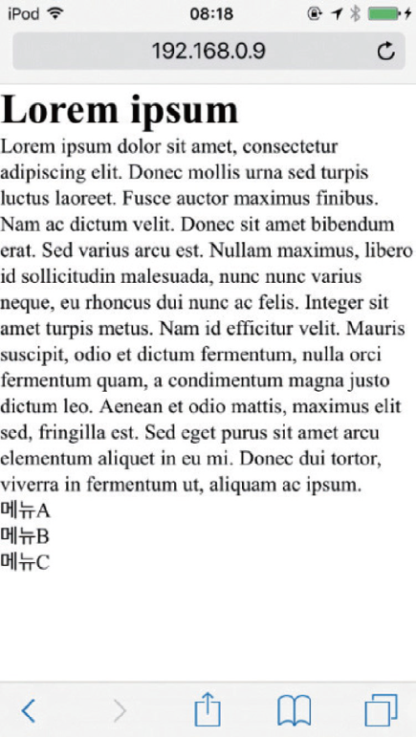 iPod 08:18
192.168.0.9
Lorem ipsum
Lorem ipsum dolor sit amet, consectetur
adipiscing elit. Donec mollis urna sed turpis
luctus laoreet. Fusce auctor maximus finibus.
Nam ac dictum velit. Donec sit amet bibendum
erat. Sed varius arcu est. Nullam maximus, libero
id sollicitudin malesuada, nunc nunc varius
neque, eu rhoncus dui nunc ac felis. Integer sit
amet turpis metus. Nam id efficitur velit. Mauris
suscipit, odio et dictum fermentum, nulla orci
fermentum quam, a condimentum magna justo
dictum leo. Aenean et odio mattis, maximus elit
sed, fringilla est. Sed eget purus sit amet arcu
elementum aliquet in eu mi. Donec dui tortor,
viverra in fermentum ut, aliquam ac ipsum.
메뉴A
메뉴B
메뉴C